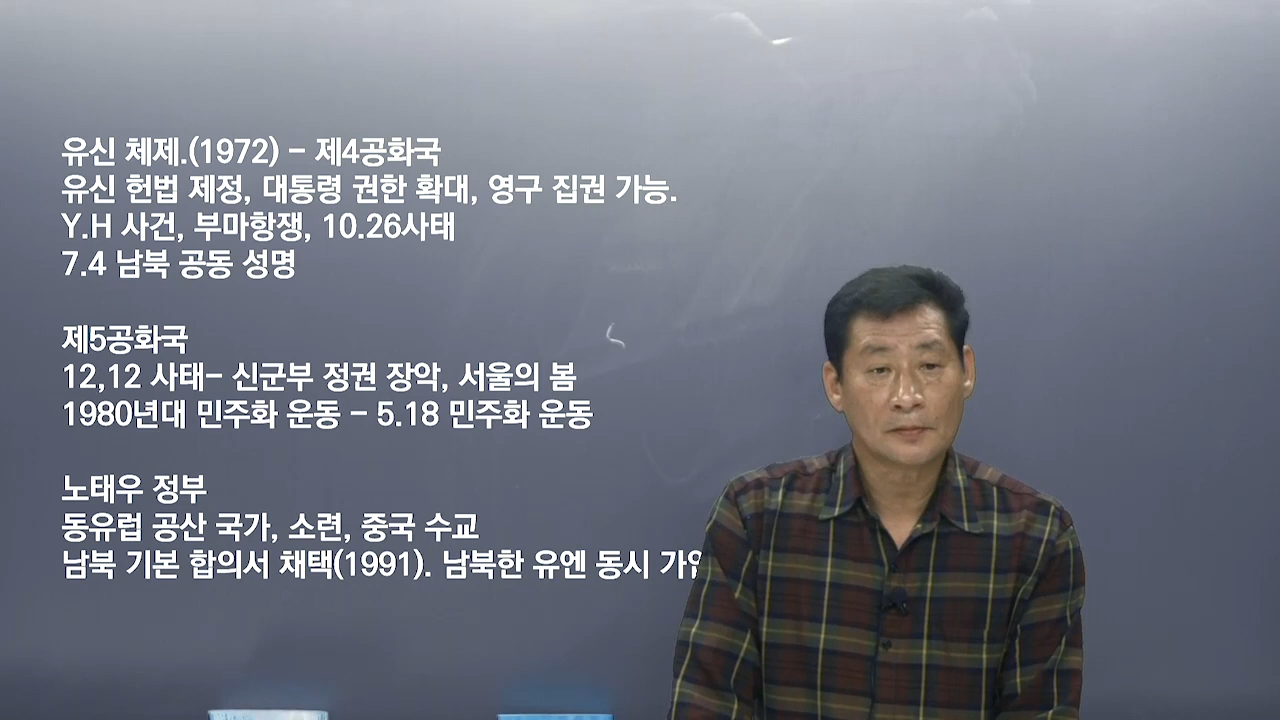 유신 체제.(1972) - 제4공화국
유신 헌법 제정, 대통령 권한 확대, 영구 집권 가능.
Y.H 사건, 부마항쟁, 10.26사태
7.4 남북 공동 성명
제5공화국
12,12 사태- 신군부 정권 장악, 서울의 봄
1980년대 민주화 운동 - 5.18 민주화 운동
노태우 정부
동유럽 공산 국가, 소련, 중국 수교
남북 기본 합의서 채택(1991). 남북한 유엔 동시